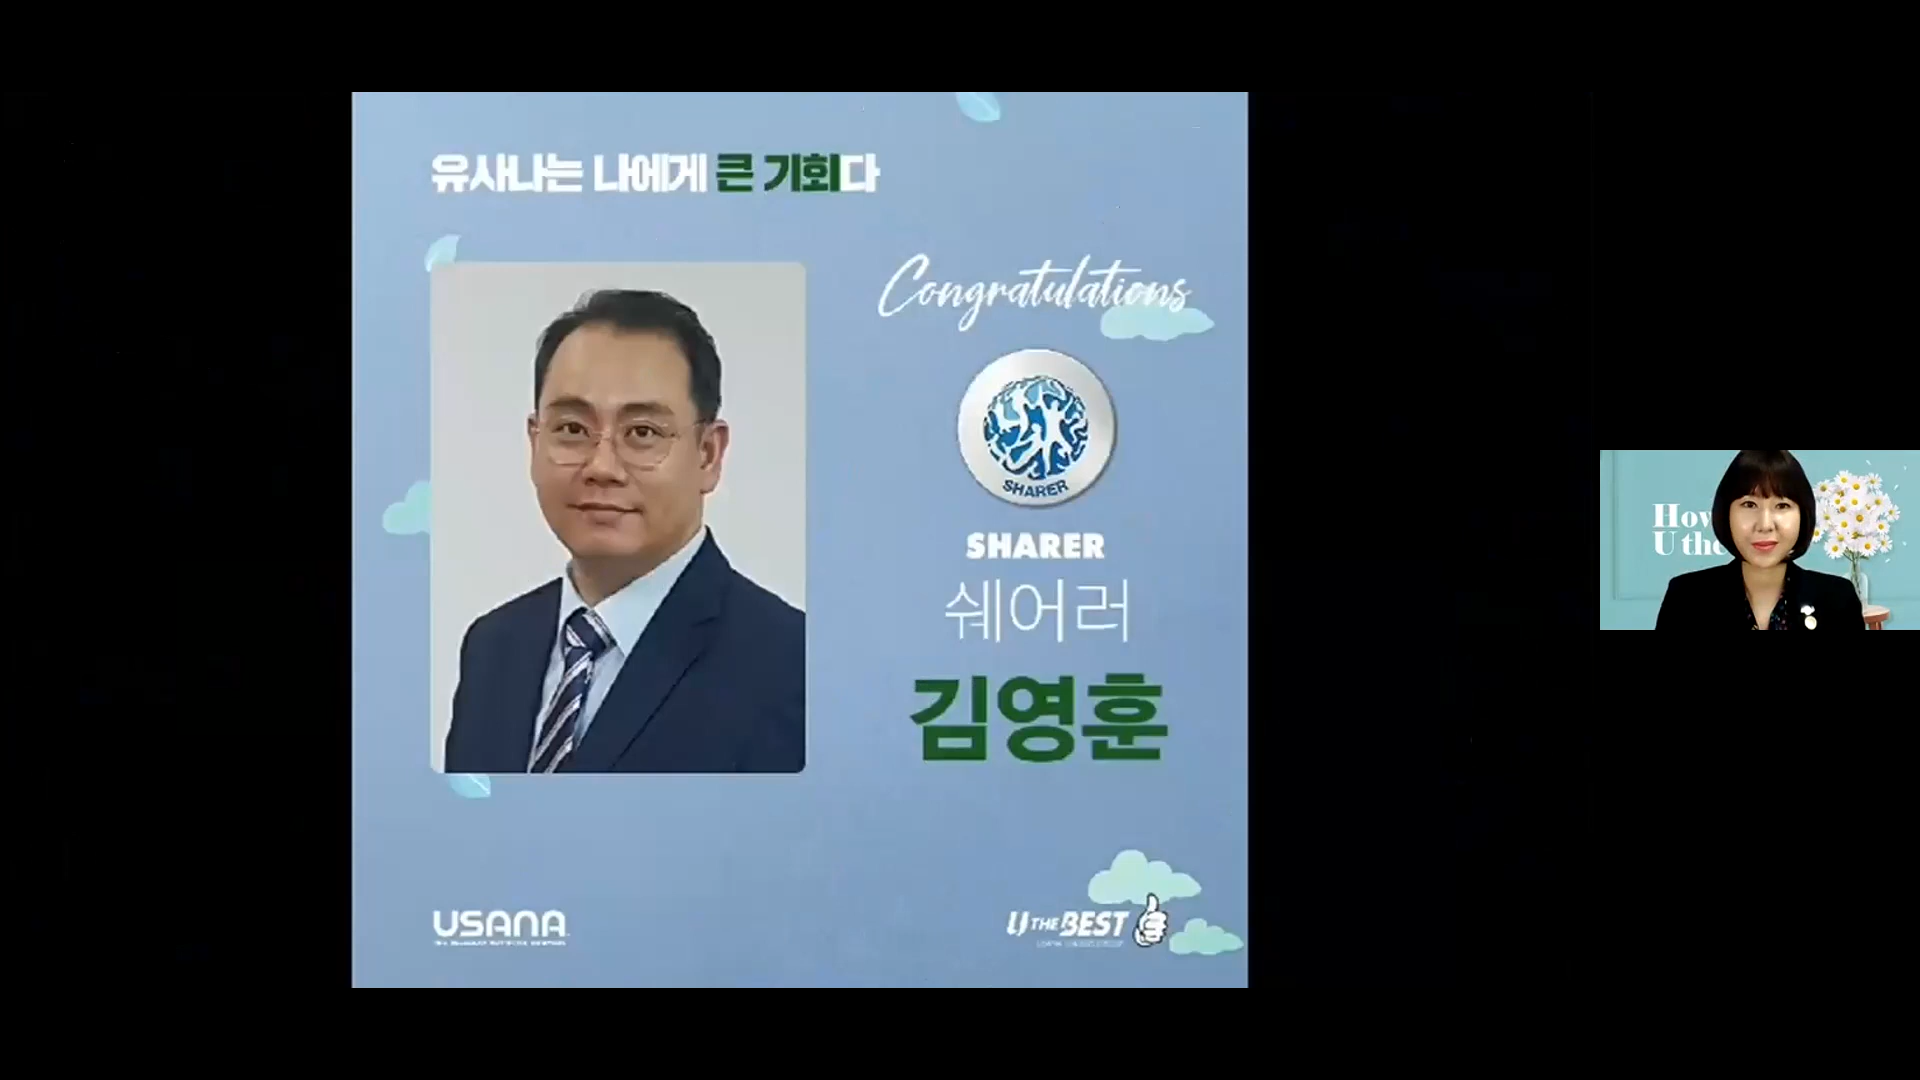 유사나는 나에게 큰 기회다
Congratulations
SHARER
SHARER
쉐어러
김영훈
USANA
U THE BEST
How
U the